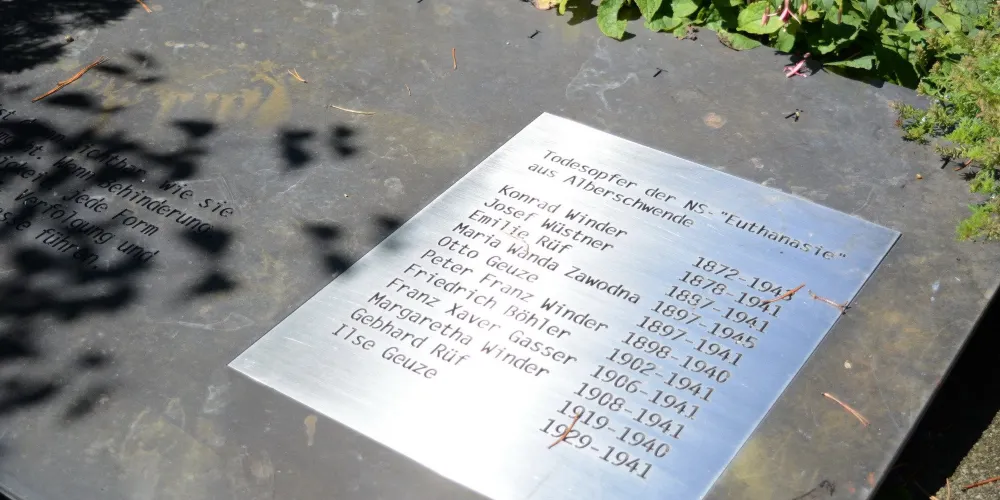 Wie sie
Wenn Behinderung
Jede Form
Verfolgung und
führen.
Todesopfer der NS-"Euthanasie"
aus Alberschwende
Konrad Winder 1872-1941
Josef Wüstner 1878-1941
Emilie Rüf 1887-1941
Maria Wanda Zawodna 1897-1945
Otto Geuze 1897-1941
Peter Franz Winder 1898-1940
Friedrich Böhler 1902-1941
Franz Xaver Gasser 1906-1941
Margaretha Winder 1908-1941
Gebhard Rüf 1919-1940
Ilse Geuze 1929-1941